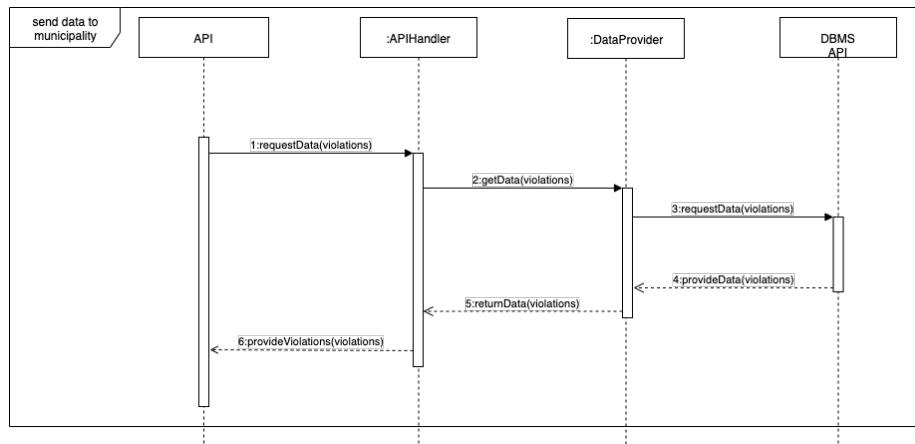 send data to
municipality
API
:APIHandler
:DataProvider
DBMS
API
1:requestData(violations)
2:getData(violations)
3:requestData(violations)
4:provideData(violations)
5:returnData(violations)
6:provideViolations(violations)